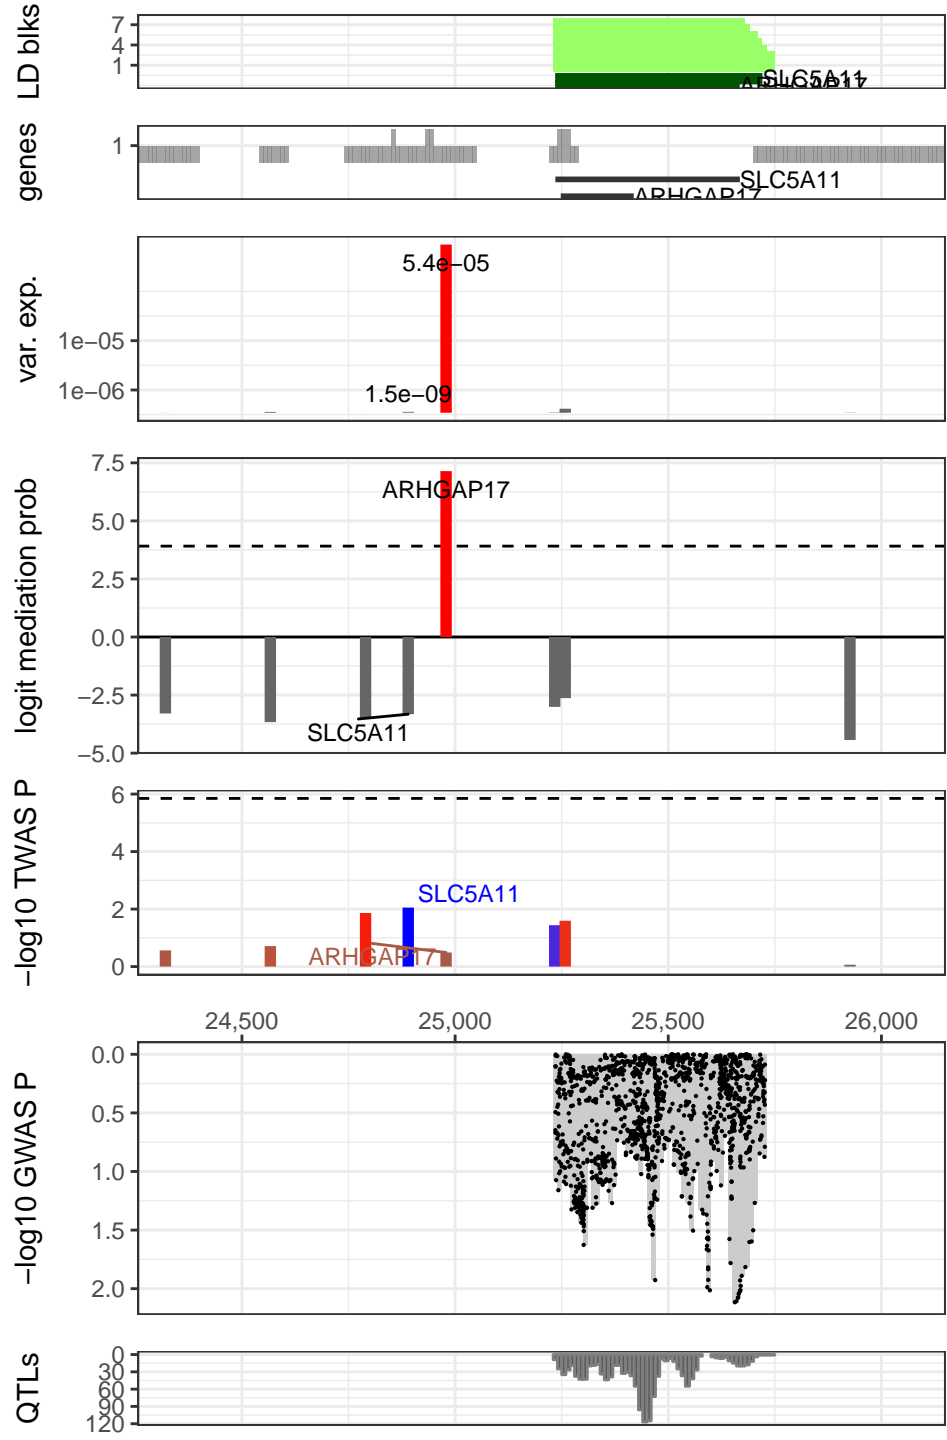 LD blks
7
4
1
SLC5A11
ARHGAP17
genes
1
SLC5A11
ARHGAP17
var. exp.
5.4e−05
1e−05
1e−06
1.5e−09
logit mediation prob
7.5
5.0
2.5
0.0
−2.5
−5.0
ARHGAP17
SLC5A11
−log10 TWAS P
6
4
2
0
SLC5A11
ARHGAP17
24,500 25,000 25,500 26,000
−log10 GWAS P
0.0
0.5
1.0
1.5
2.0
QTLs
0
30
60
90
120